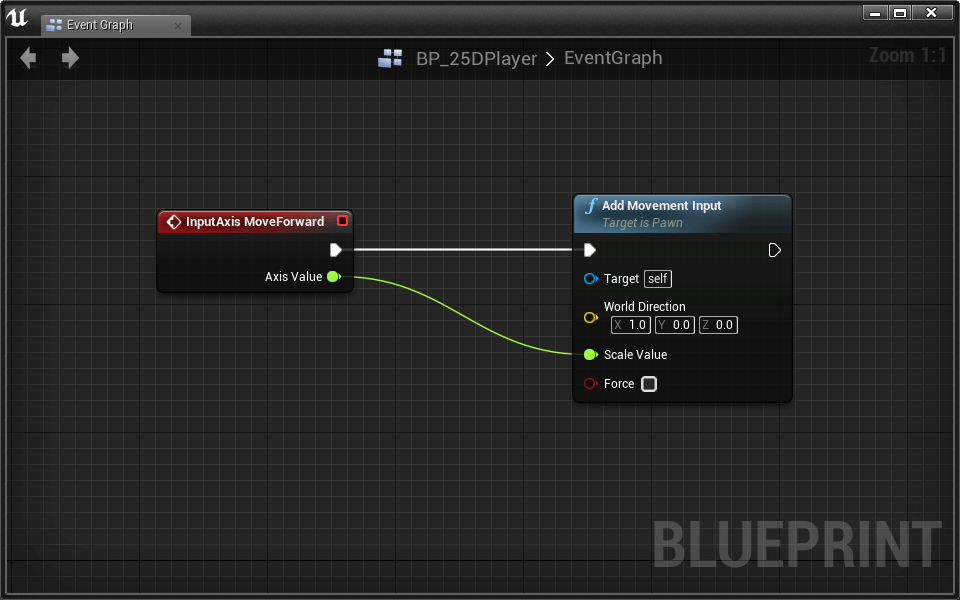 Event Graph
BP_25DPlayer > EventGraph
Zoom 1:1
InputAxis MoveForward
Axis Value
f Add Movement Input
Target is Pawn
Target self
World Direction
X 1.0 Y 0.0 Z 0.0
Scale Value
Force
BLUEPRINT